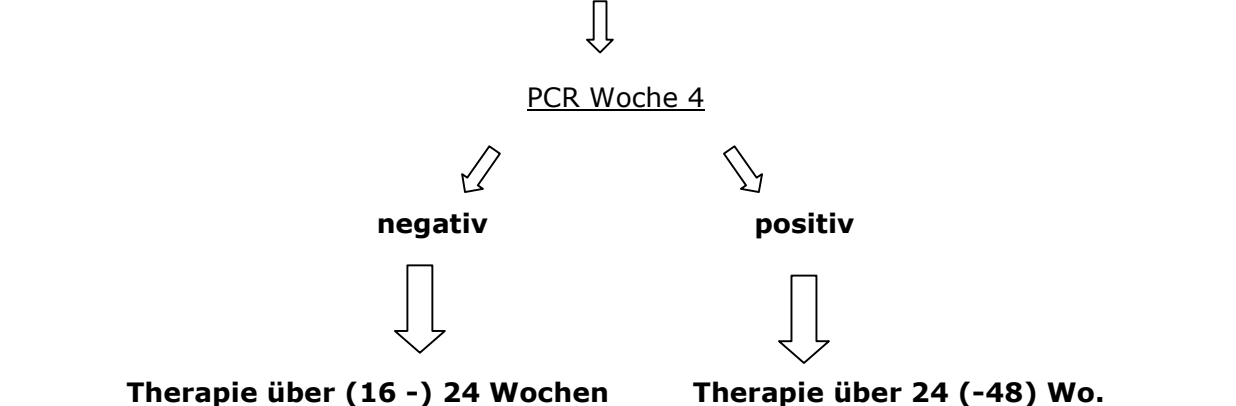 PCR Woche 4
negativ positiv
Therapie über (16 -) 24 Wochen Therapie über 24 (-48) Wo.